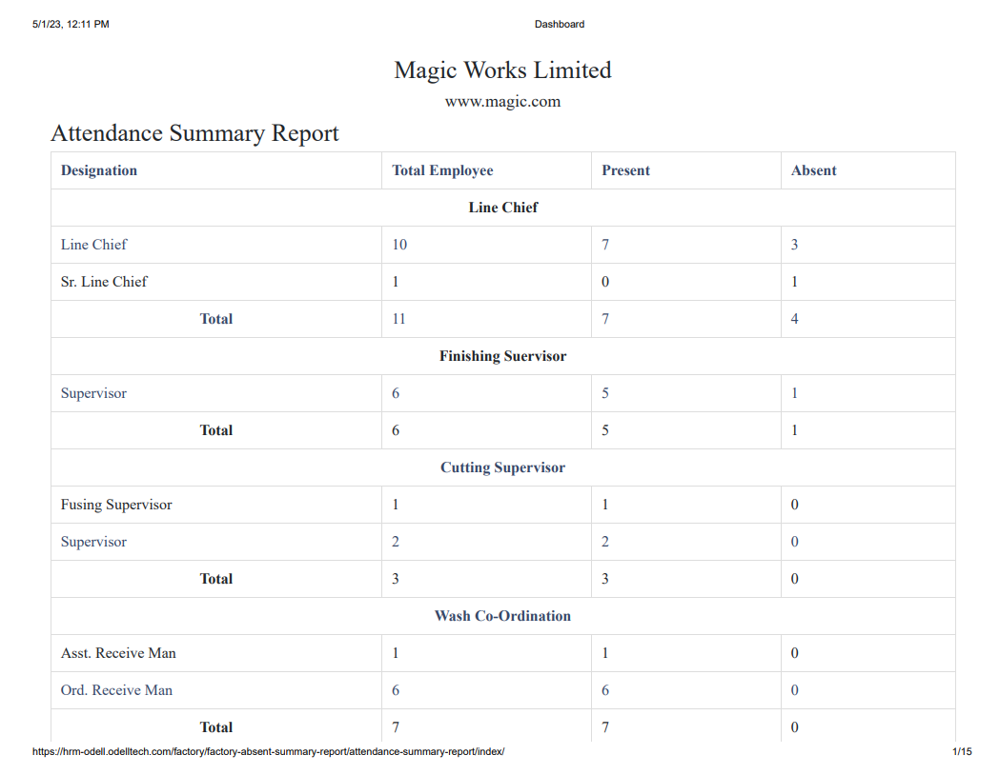 5/1/23, 12:11 PM Dashboard
Magic Works Limited
www.magic.com
Attendance Summary Report
Designation Total Employee Present Absent
Line Chief
Line Chief 10 7 3
Sr. Line Chief 1 0 1
Total 11 7 4
Finishing Suervisor
Supervisor 6 5 1
Total 6 5 1
Cutting Supervisor
Fusing Supervisor 1 1 0
Supervisor 2 2 0
Total 3 3 0
Wash Co-Ordination
Asst. Receive Man 1 1 0
Ord. Receive Man 6 6 0
Total 7 7 0
https://hrm-odell.odelltech.com/factory/factory-absent-summary-report/attendance-summary-report/index/ 1/15